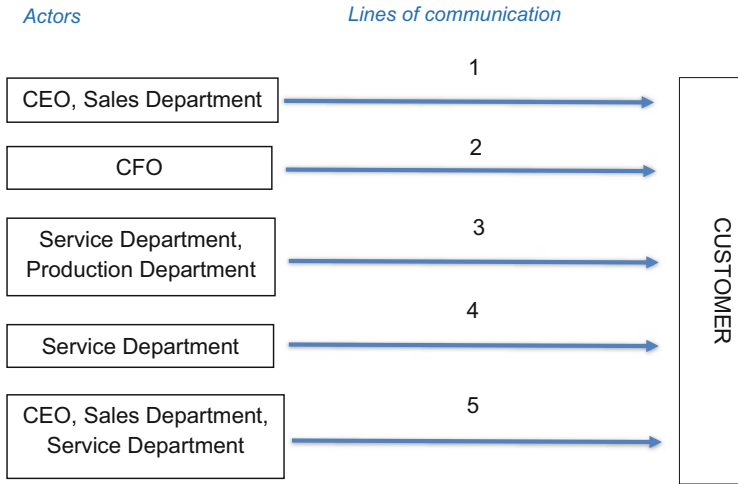 Actors
Lines of communication
1
CEO, Sales Department
2
CFO
3
Service Department,
Production Department
4
Service Department
5
CEO, Sales Department,
Service Department
CUSTOMER